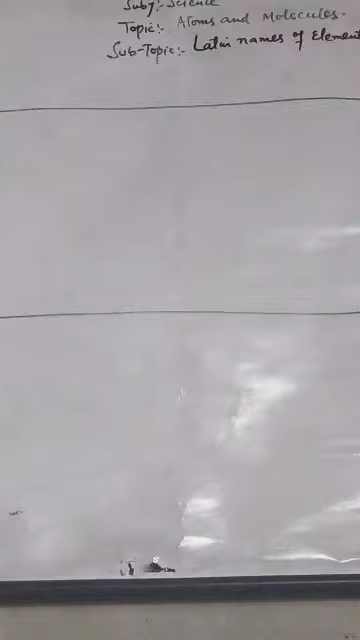 Subj:- Science
Topic:- Atoms and Molecules.
Sub-Topic:- Latin names of Element